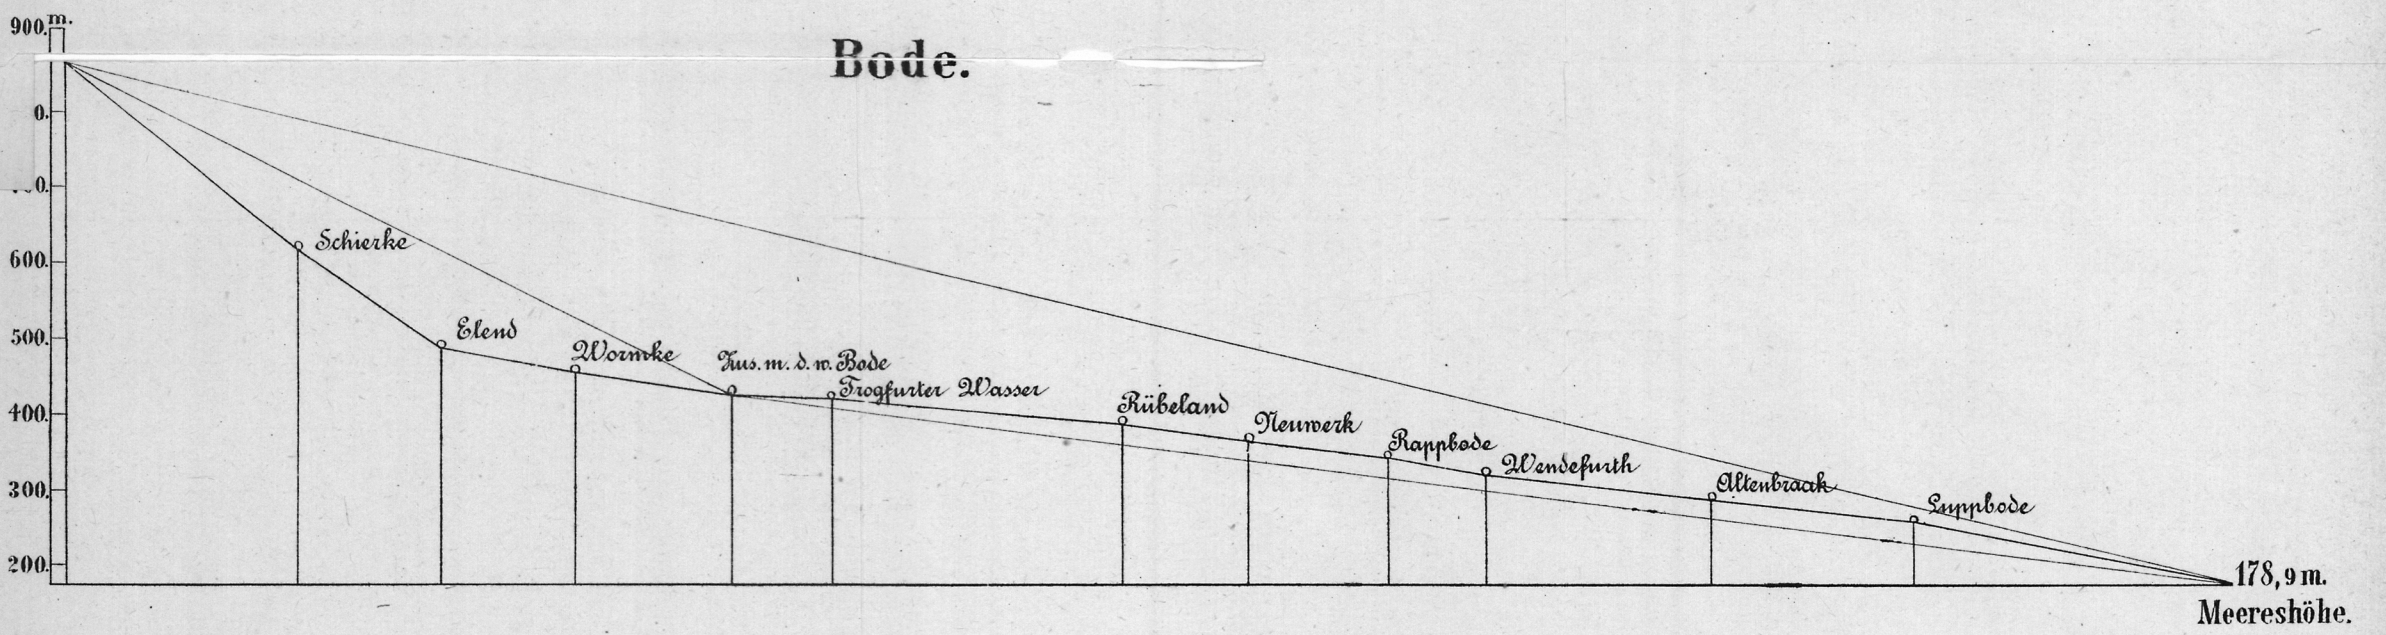 900. m.
Bode.
0.
0.
Schierke
600.
Elend
500.
Wormke
Zus. m. d. w. Bode
Trogfurter Wasser
400.
Rübeland
Neuwerk
Rappbode
Wendefurth
300.
Altenbraak
Luppbode
200.
178,9 m.
Meereshöhe.